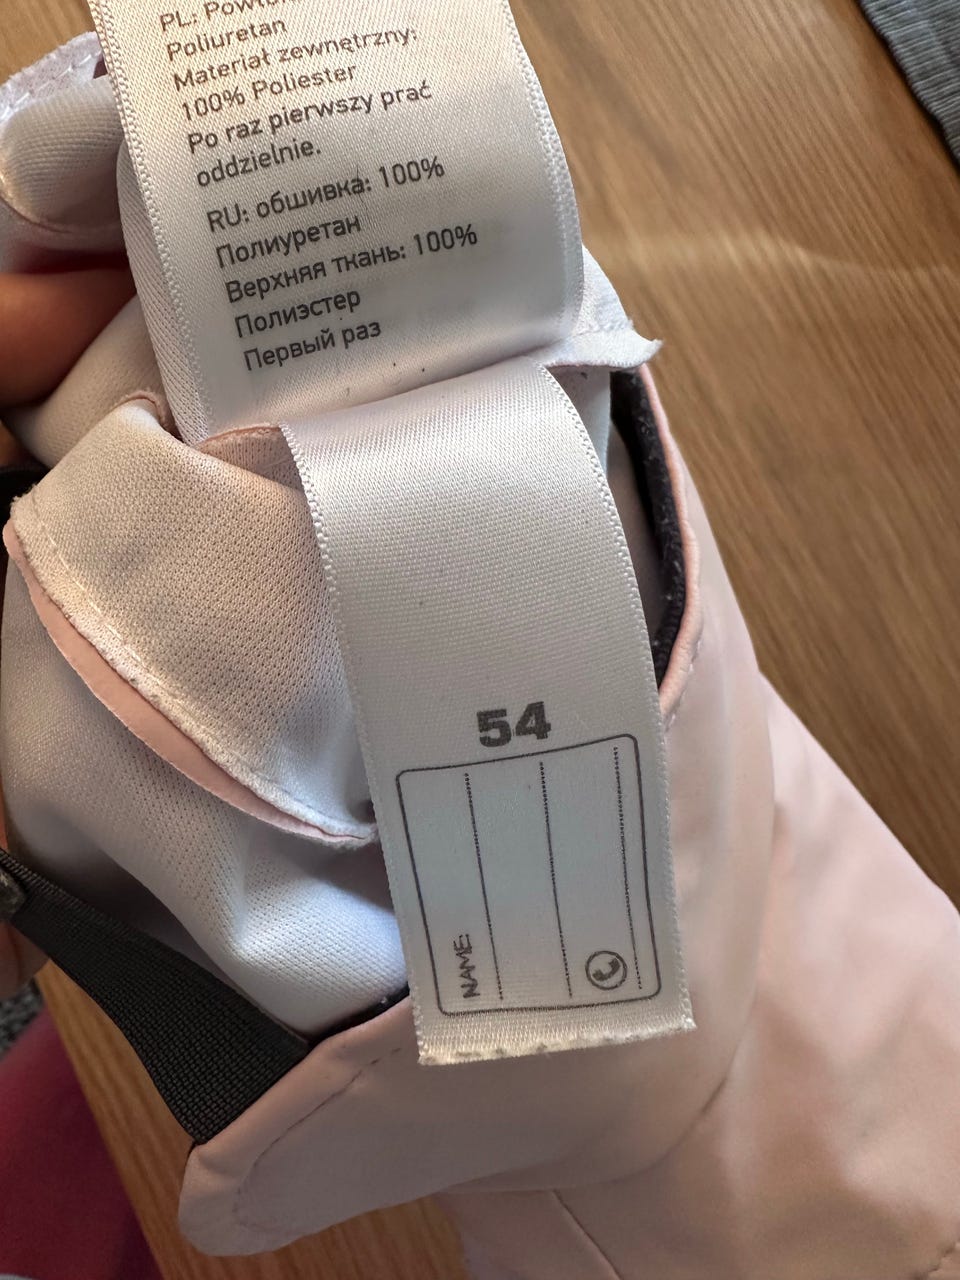 PL:
Poliuretan
Materiał zewnętrzny:
100% Poliester
Po raz pierwszy prać
oddzielnie.
RU: обшивка: 100%
Полиуретан
Верхняя ткань: 100%
Полиэстер
Первый раз
54
NAME: